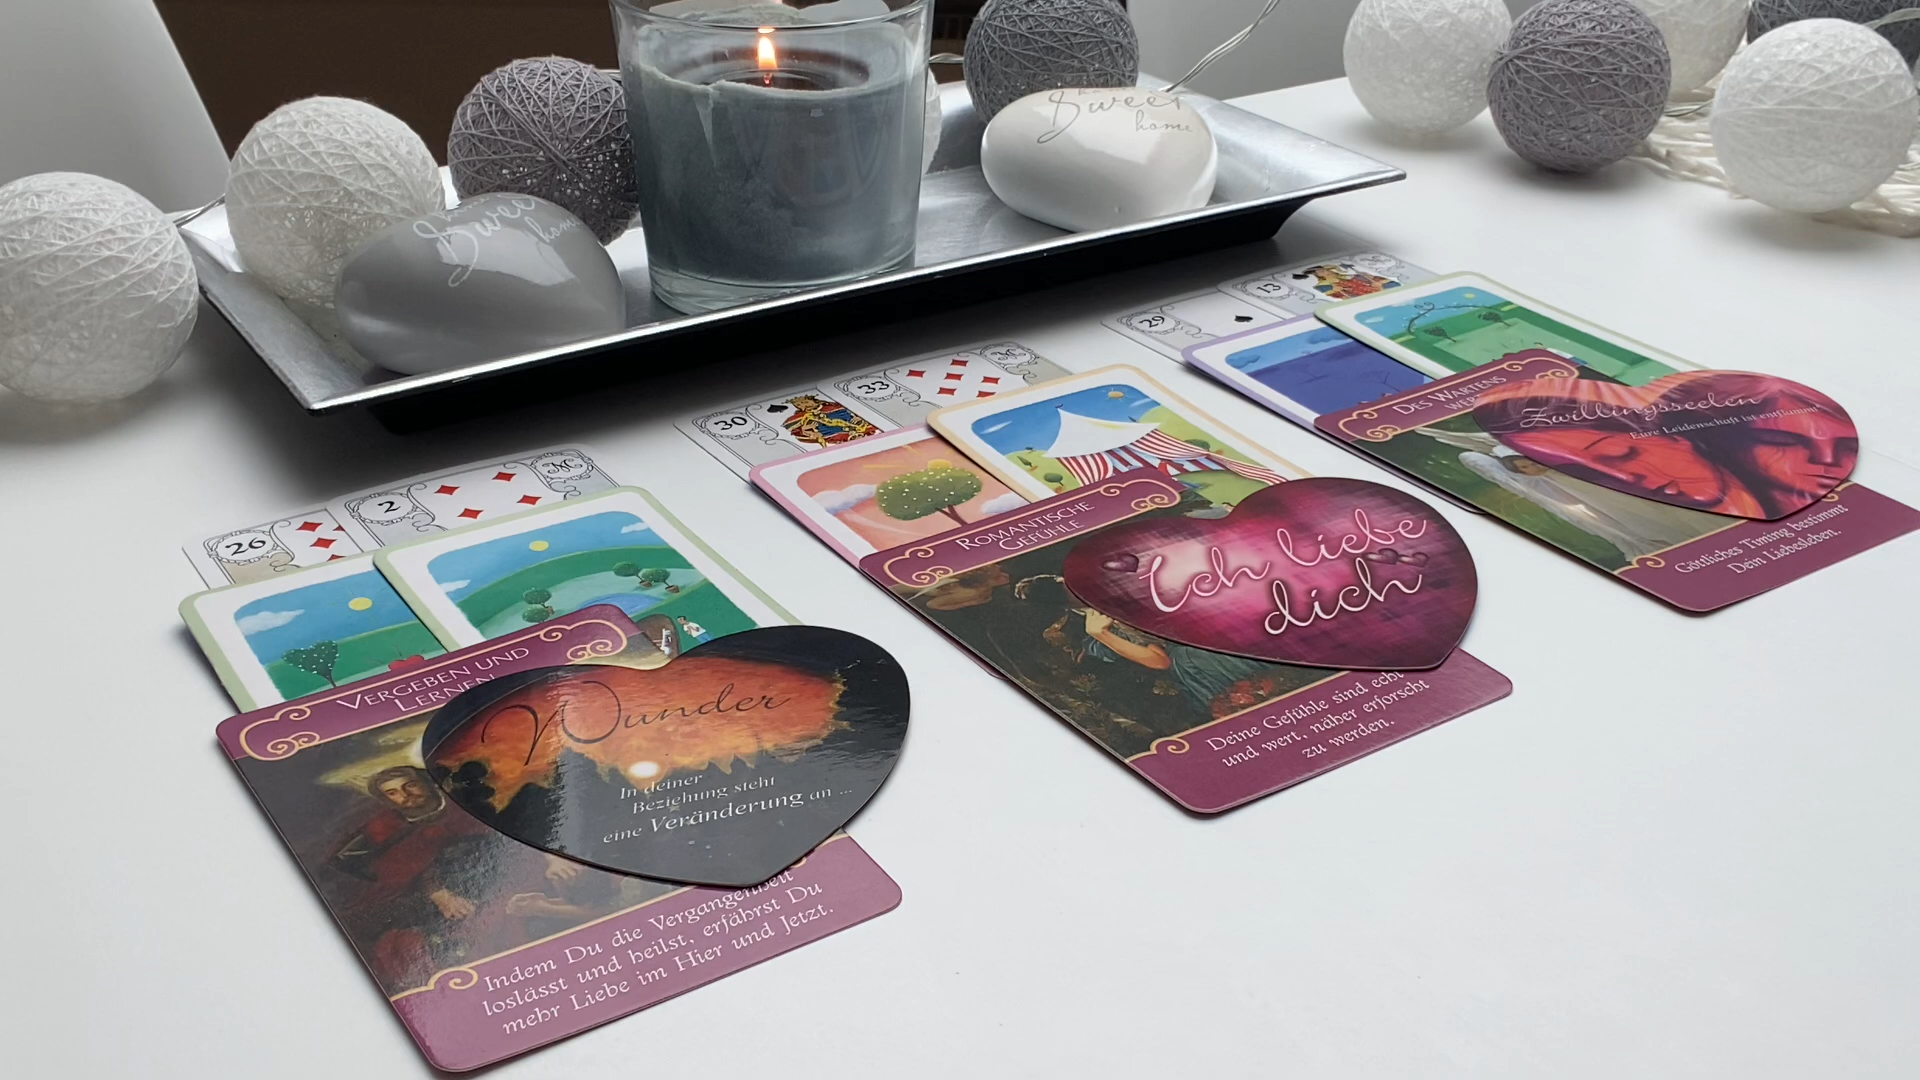 Sweet
home
home
26
2
30
33
29
13
VERGEBEN UND
LERNEN
Wunder
In deiner
Beziehung steht
eine Veränderung an ...
Indem Du die Vergangenheit
loslässt und heilst, erfährst Du
mehr Liebe im Hier und Jetzt.
ROMANTISCHE
GEFÜHLE
Ich liebe
dich
Deine Gefühle sind echt
und wert, näher erforscht
zu werden.
DES WARTENS
Zwillingsseelen
Eure Leidenschaft ist entflammt
Göttliches Timing bestimmt
Dein Liebesleben.